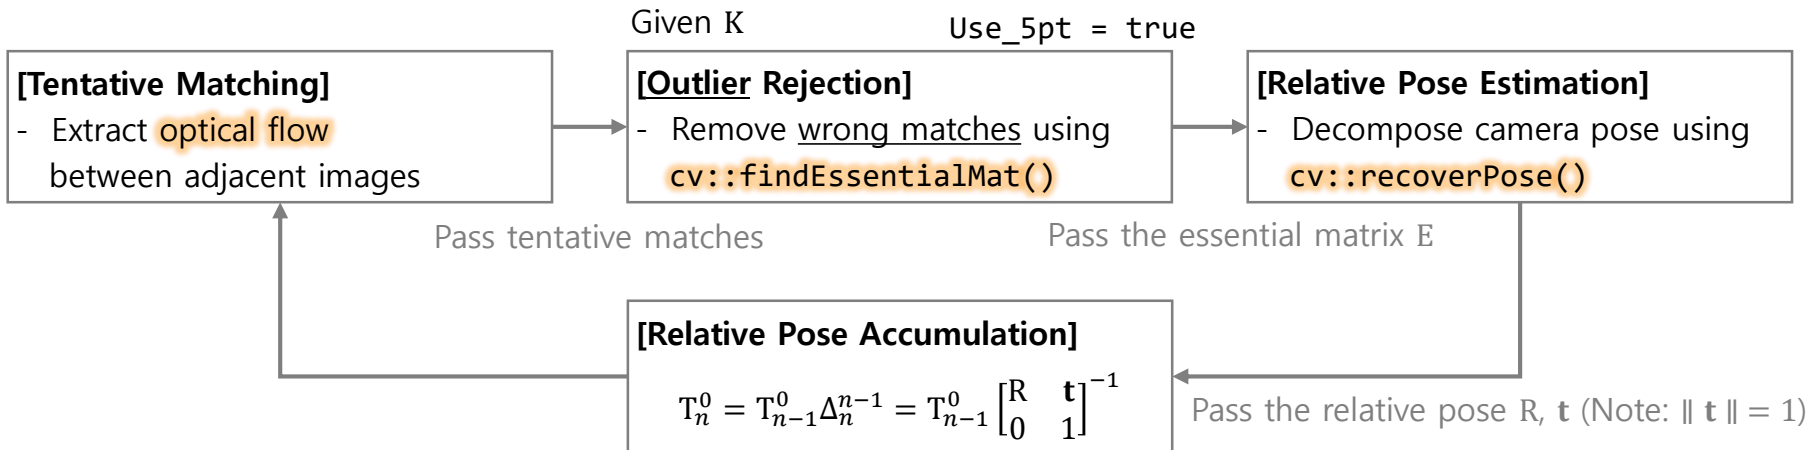 Given K
Use_5pt = true
[Tentative Matching]
- Extract optical flow
between adjacent images
[Outlier Rejection]
- Remove wrong matches using
cv::findEssentialMat()
[Relative Pose Estimation]
- Decompose camera pose using
cv::recoverPose()
Pass tentative matches
Pass the essential matrix E
[Relative Pose Accumulation]
T_n^0 = T_{n-1}^0 Δ_n^{n-1} = T_{n-1}^0 [R t; 0 1]^{-1}
Pass the relative pose R, t (Note: ‖ t ‖ = 1)